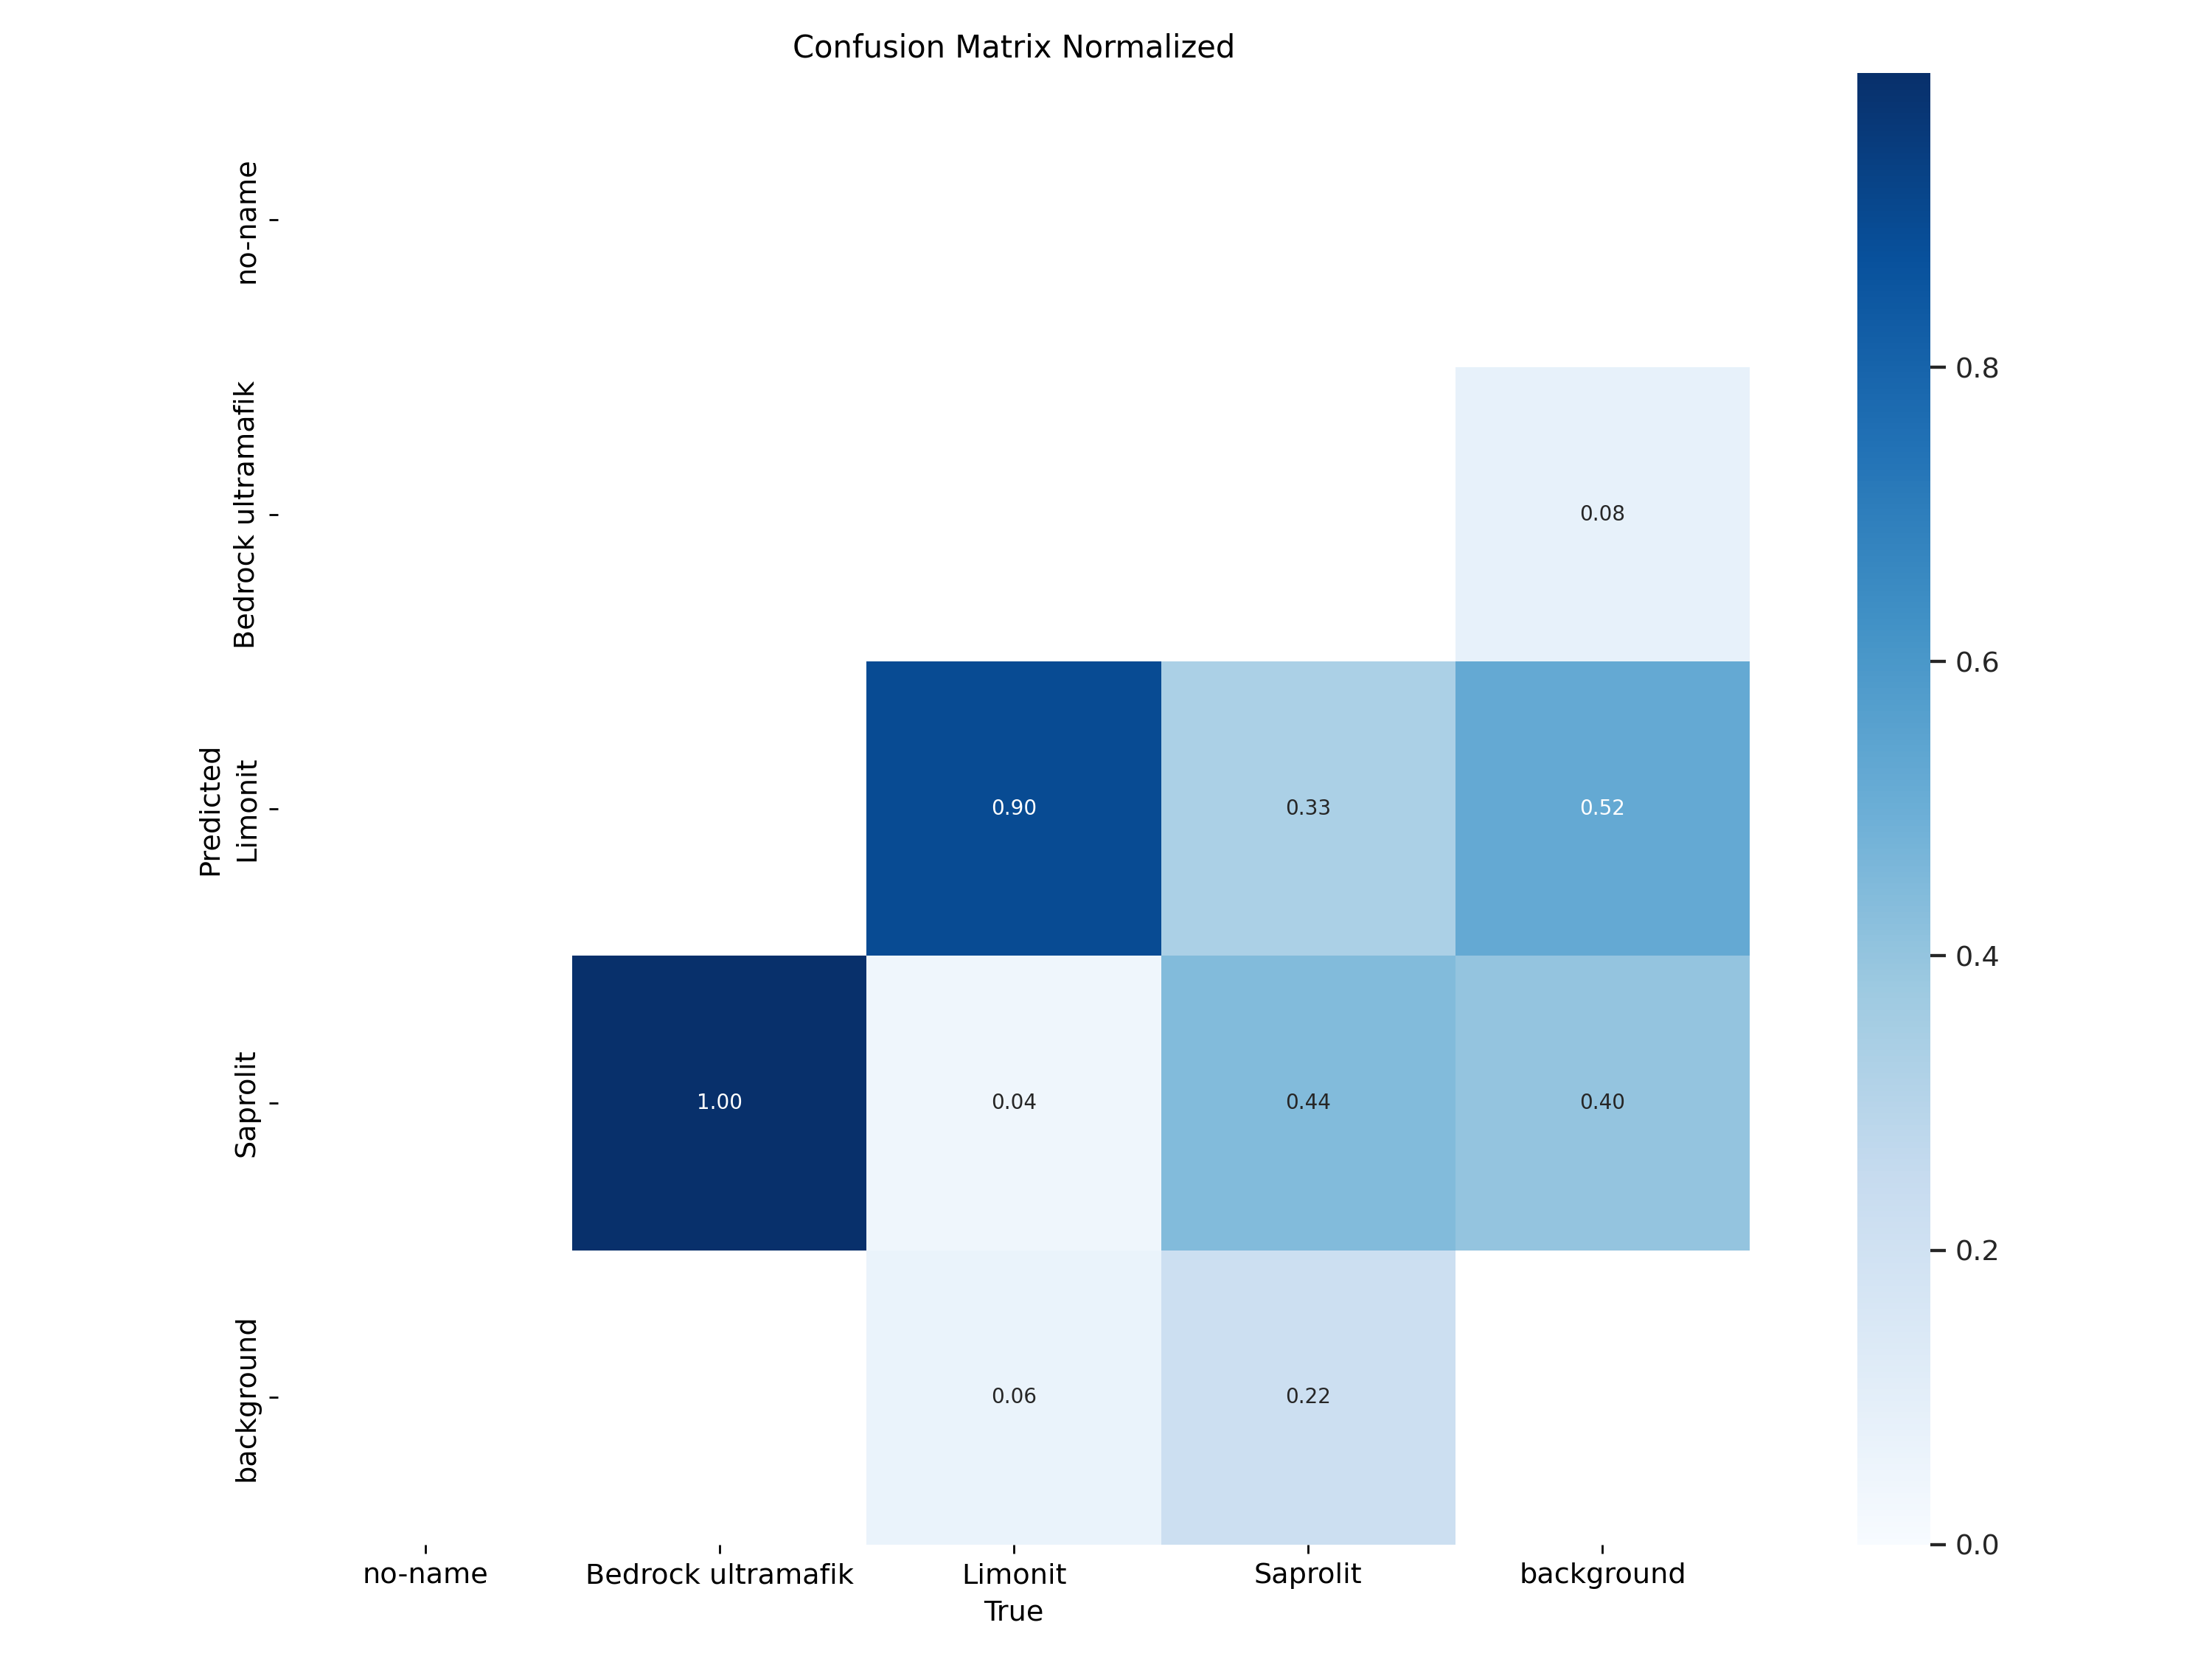 Confusion Matrix Normalized
no-name
Bedrock ultramafik
Limonit
Saprolit
background
Predicted
0.08
0.90 0.33 0.52
1.00 0.04 0.44 0.40
0.06 0.22
no-name Bedrock ultramafik Limonit Saprolit background
True
0.8
0.6
0.4
0.2
0.0